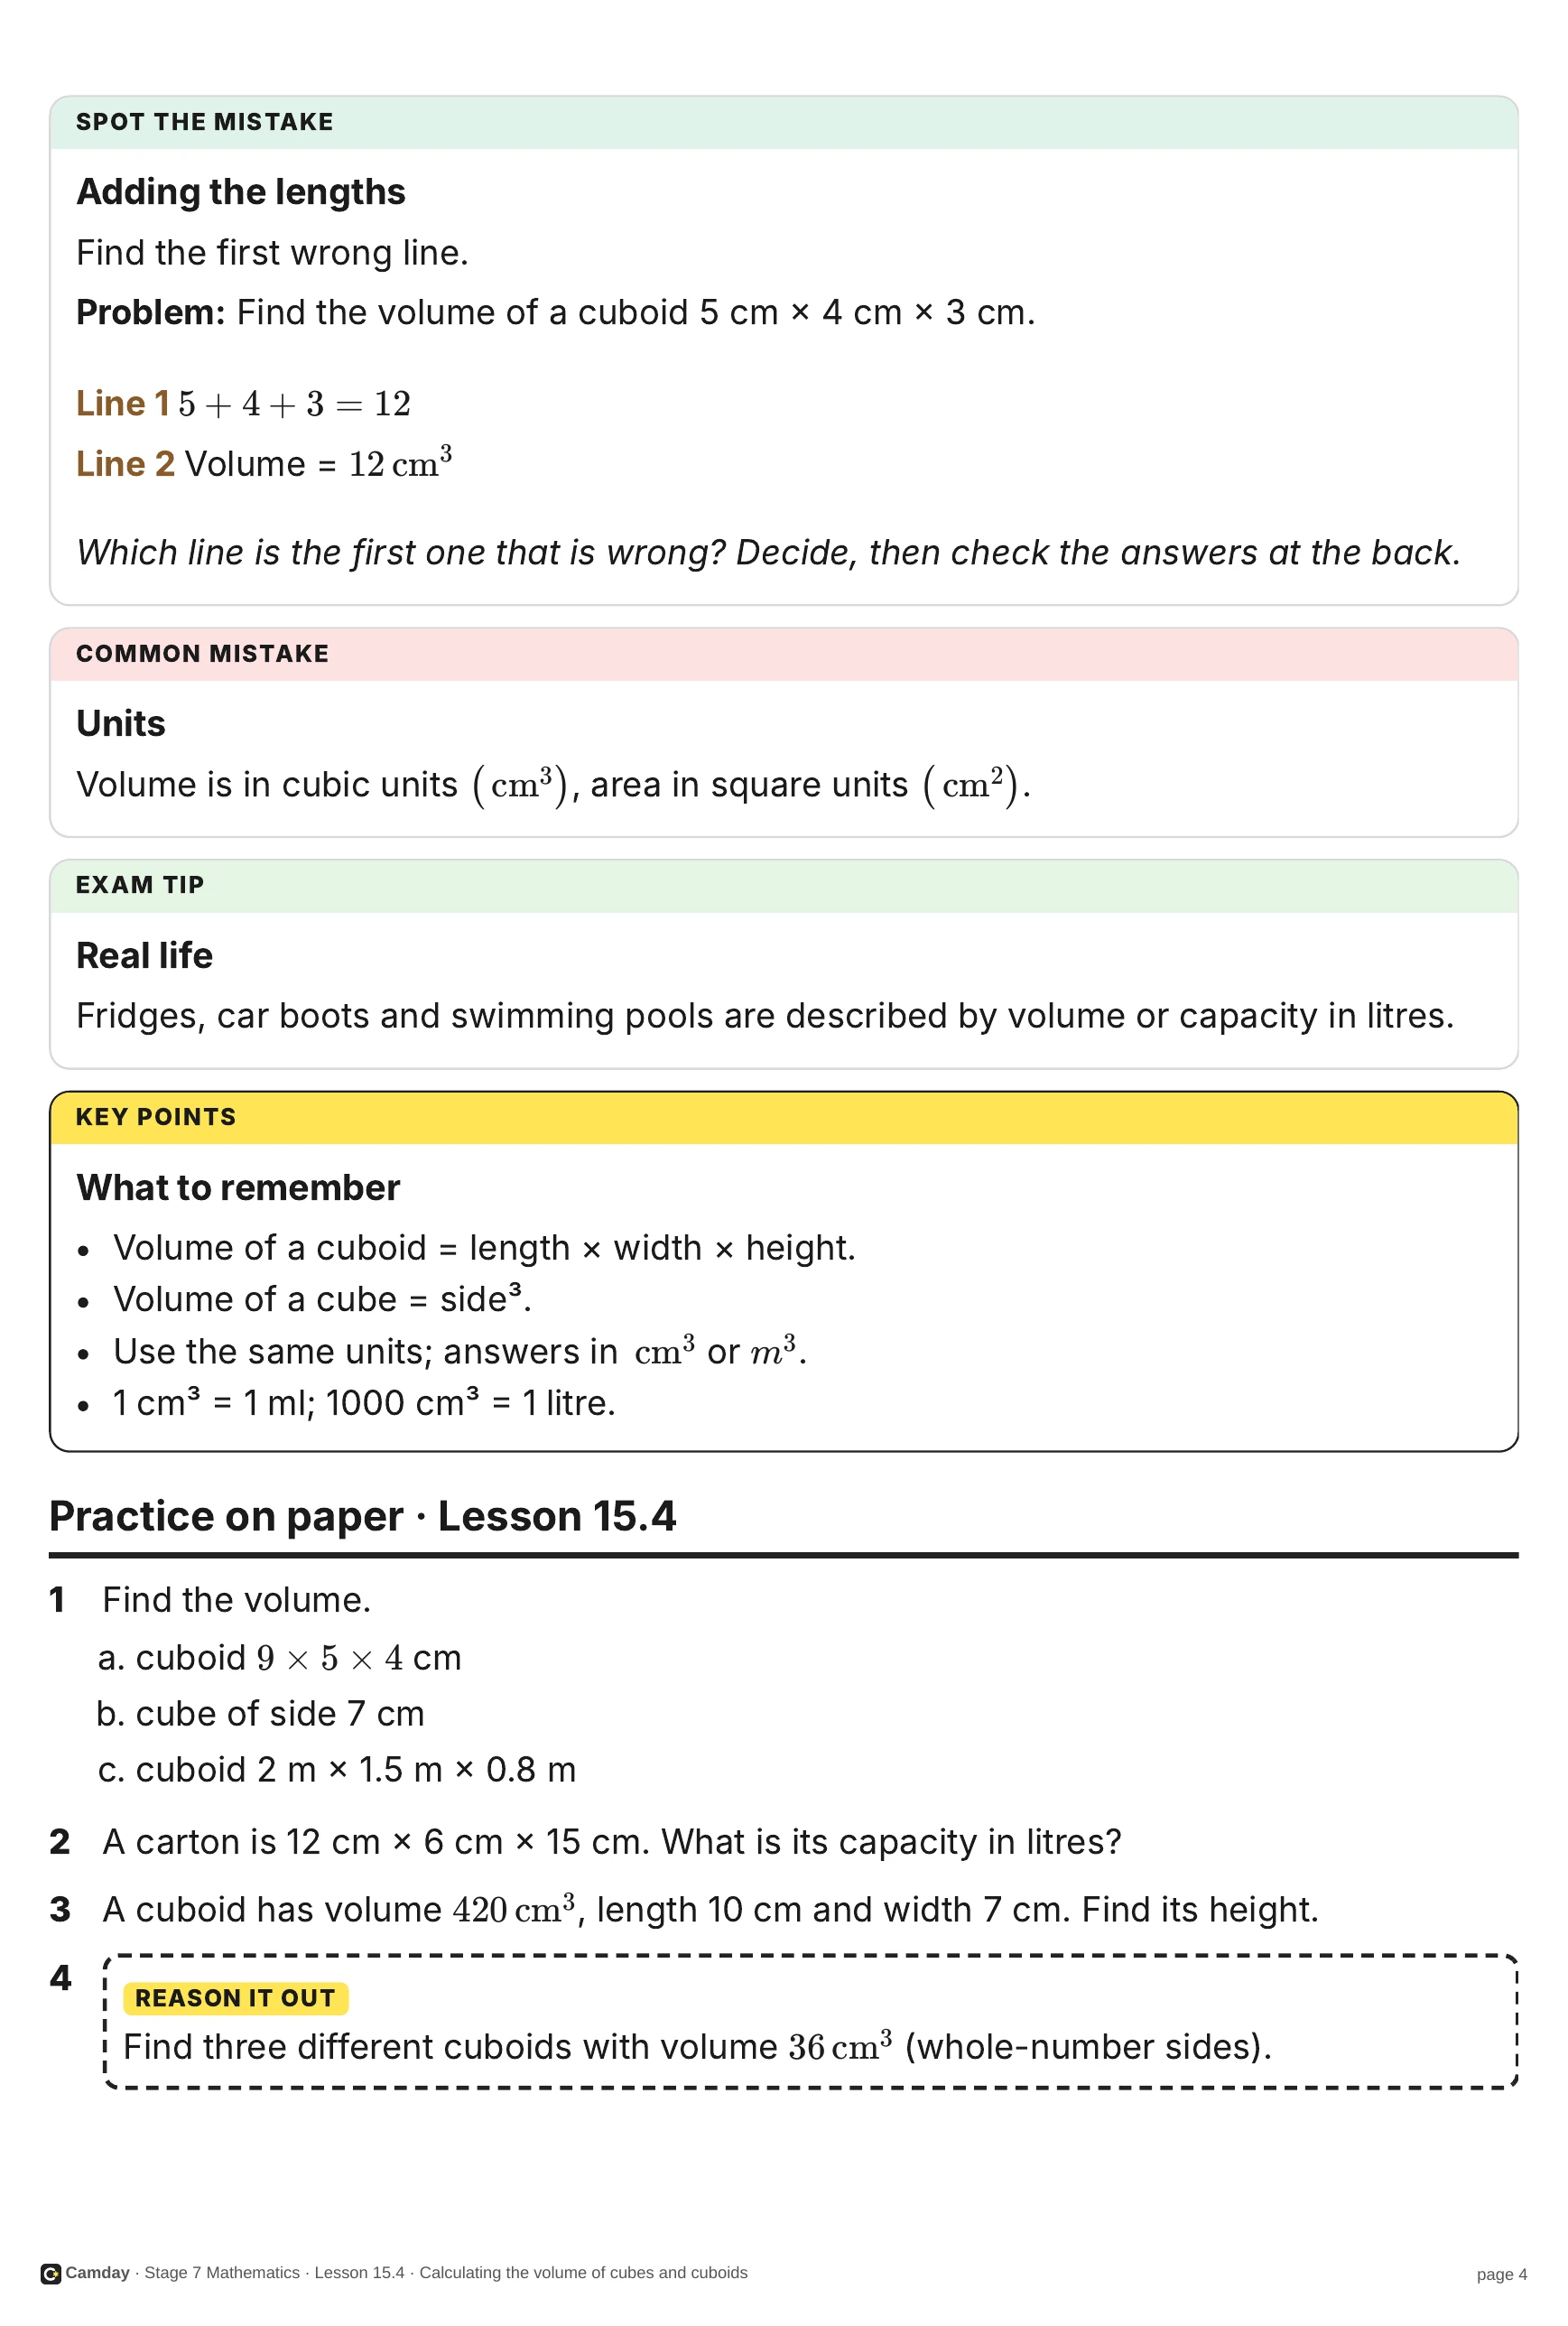 SPOT THE MISTAKE
Adding the lengths
Find the first wrong line.
Problem: Find the volume of a cuboid 5 cm × 4 cm × 3 cm.
Line 1 5 + 4 + 3 = 12
Line 2 Volume = 12 cm³
Which line is the first one that is wrong? Decide, then check the answers at the back.
COMMON MISTAKE
Units
Volume is in cubic units (cm³), area in square units (cm²).
EXAM TIP
Real life
Fridges, car boots and swimming pools are described by volume or capacity in litres.
KEY POINTS
What to remember
• Volume of a cuboid = length × width × height.
• Volume of a cube = side³.
• Use the same units; answers in cm³ or m³.
• 1 cm³ = 1 ml; 1000 cm³ = 1 litre.
Practice on paper · Lesson 15.4
1 Find the volume.
a. cuboid 9 × 5 × 4 cm
b. cube of side 7 cm
c. cuboid 2 m × 1.5 m × 0.8 m
2 A carton is 12 cm × 6 cm × 15 cm. What is its capacity in litres?
3 A cuboid has volume 420 cm³, length 10 cm and width 7 cm. Find its height.
4 REASON IT OUT
Find three different cuboids with volume 36 cm³ (whole-number sides).
Camday · Stage 7 Mathematics · Lesson 15.4 · Calculating the volume of cubes and cuboids
page 4